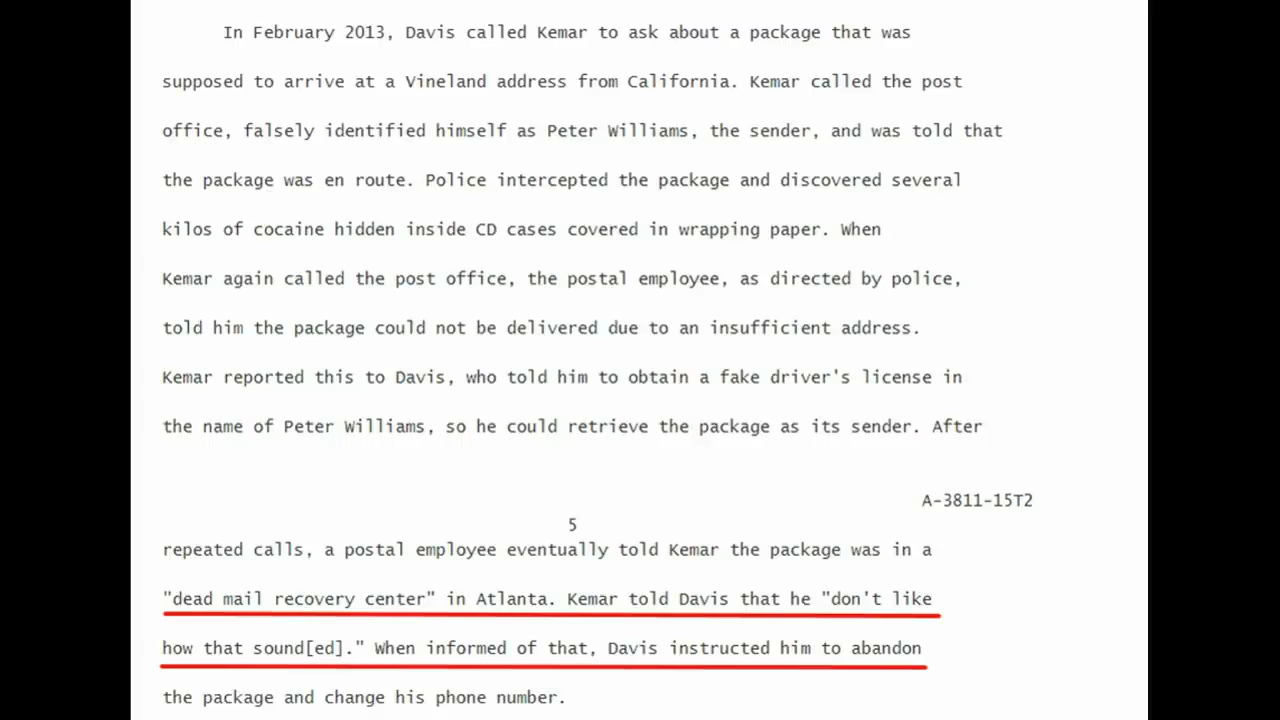 In February 2013, Davis called Kemar to ask about a package that was
supposed to arrive at a Vineland address from California. Kemar called the post
office, falsely identified himself as Peter Williams, the sender, and was told that
the package was en route. Police intercepted the package and discovered several
kilos of cocaine hidden inside CD cases covered in wrapping paper. When
Kemar again called the post office, the postal employee, as directed by police,
told him the package could not be delivered due to an insufficient address.
Kemar reported this to Davis, who told him to obtain a fake driver's license in
the name of Peter Williams, so he could retrieve the package as its sender. After
A-3811-15T2
5
repeated calls, a postal employee eventually told Kemar the package was in a
"dead mail recovery center" in Atlanta. Kemar told Davis that he "don't like
how that sound[ed]." When informed of that, Davis instructed him to abandon
the package and change his phone number.